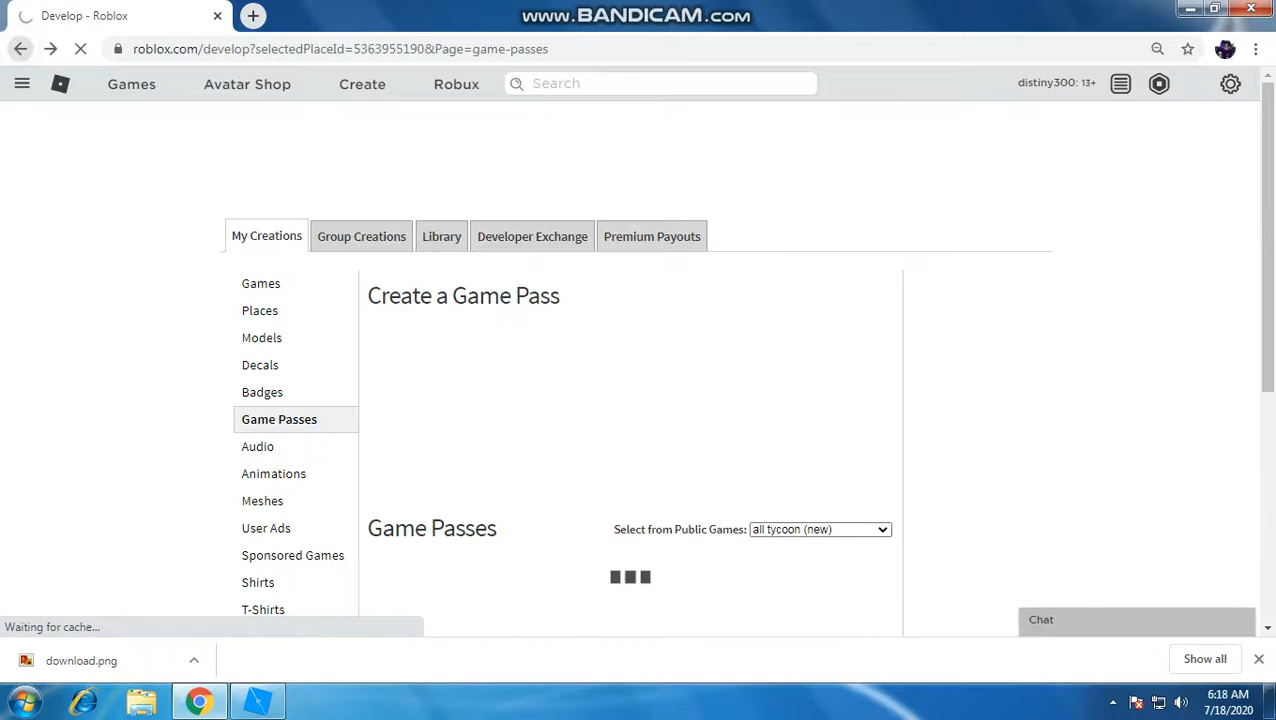 Develop - Roblox
www.BANDICAM.com
roblox.com/develop?selectedPlaceId=5363955190&Page=game-passes
Games
Avatar Shop
Create
Robux
Search
distiny300: 13+
My Creations
Group Creations
Library
Developer Exchange
Premium Payouts
Games
Places
Models
Decals
Badges
Game Passes
Audio
Animations
Meshes
User Ads
Sponsored Games
Shirts
T-Shirts
Create a Game Pass
Game Passes
Select from Public Games: all tycoon (new)
Waiting for cache...
Chat
download.png
Show all
6:18 AM
7/18/2020